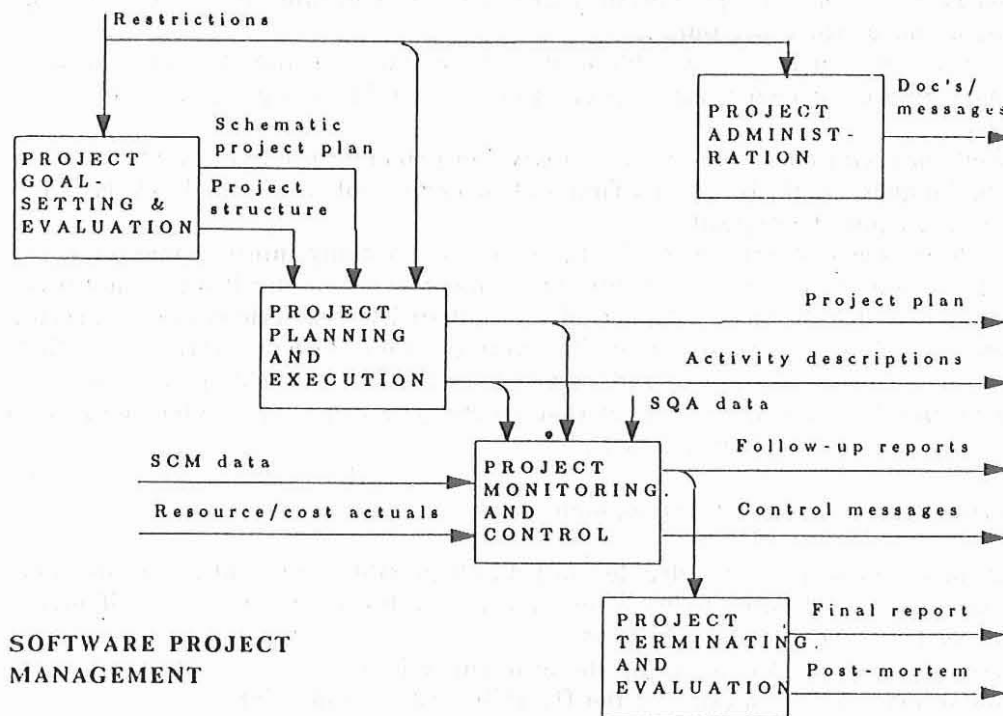 Restrictions
Doc's/
messages
PROJECT
ADMINIST-
RATION
Schematic
project plan
Project
structure
PROJECT
GOAL-
SETTING &
EVALUATION
PROJECT
PLANNING
AND
EXECUTION
Project plan
Activity descriptions
SQA data
SCM data
Resource/cost actuals
PROJECT
MONITORING
AND
CONTROL
Follow-up reports
Control messages
PROJECT
TERMINATING
AND
EVALUATION
Final report
Post-mortem
SOFTWARE PROJECT
MANAGEMENT